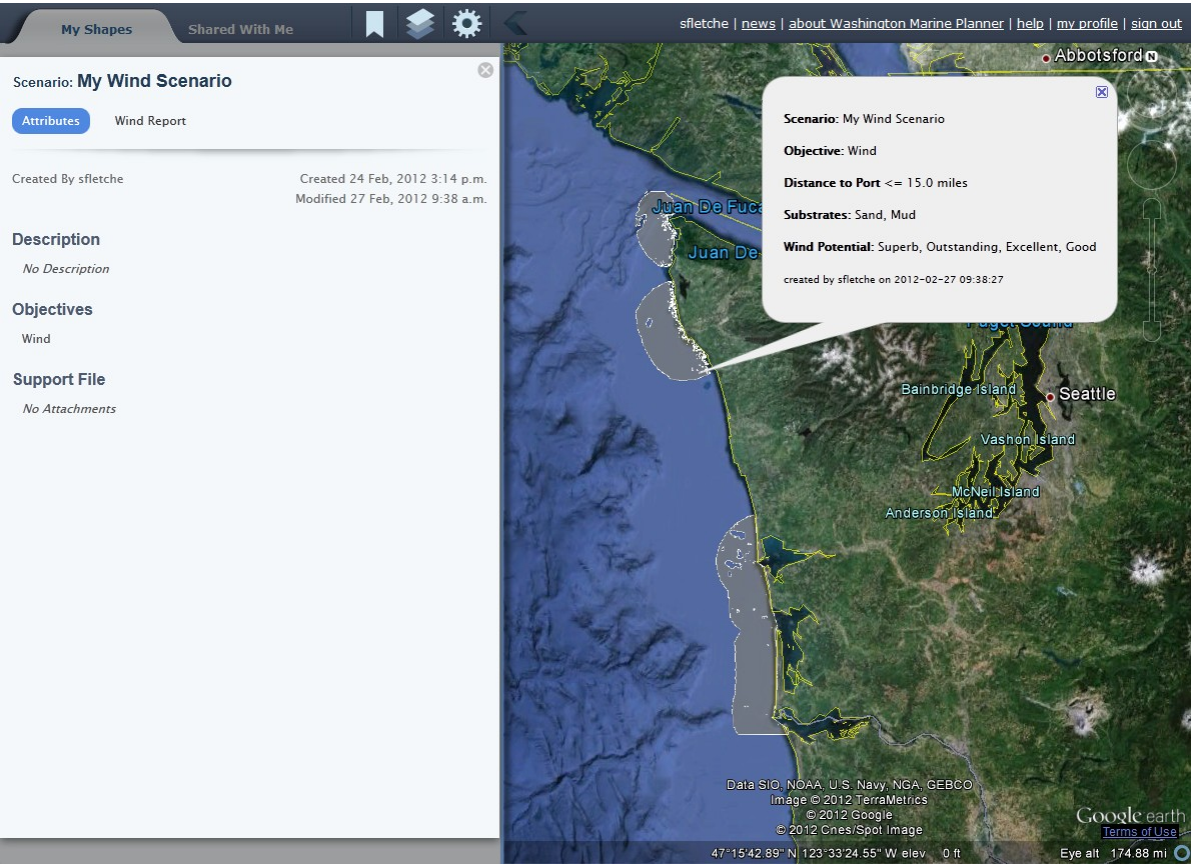 My Shapes
Shared With Me
sfletche | news | about Washington Marine Planner | help | my profile | sign out
Scenario: My Wind Scenario
Attributes
Wind Report
Created By sfletche
Created 24 Feb, 2012 3:14 p.m.
Modified 27 Feb, 2012 9:38 a.m.
Description
No Description
Objectives
Wind
Support File
No Attachments
Abbotsford
N
Scenario: My Wind Scenario
Objective: Wind
Distance to Port <= 15.0 miles
Substrates: Sand, Mud
Wind Potential: Superb, Outstanding, Excellent, Good
created by sfletche on 2012-02-27 09:38:27
Juan De Fuca
Juan De
Puget Sound
Bainbridge Island
Seattle
Vashon Island
McNeil Island
Anderson Island
Data SIO, NOAA, U.S. Navy, NGA, GEBCO
Image © 2012 TerraMetrics
© 2012 Google
© 2012 Cnes/Spot Image
Google earth
Terms of Use
47°15'42.89" N 123°33'24.55" W elev 0 ft
Eye alt 174.88 mi